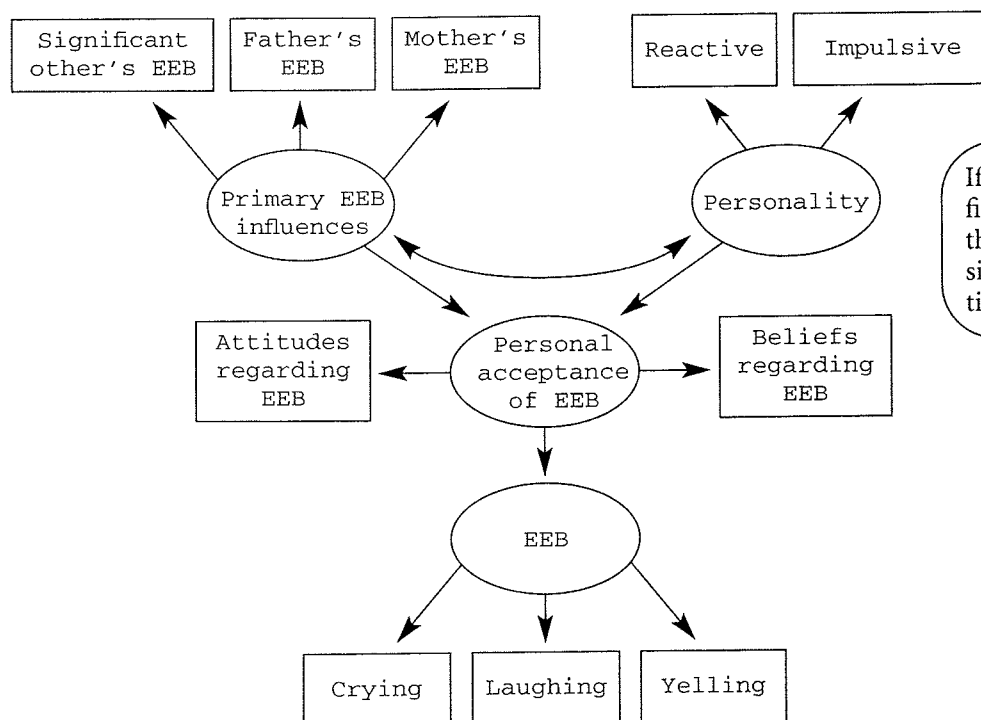 Significant
other's EEB
Father's
EEB
Mother's
EEB
Reactive
Impulsive
Primary EEB
influences
Personality
If
fi
th
si
ti
Attitudes
regarding
EEB
Personal
acceptance
of EEB
Beliefs
regarding
EEB
EEB
Crying
Laughing
Yelling